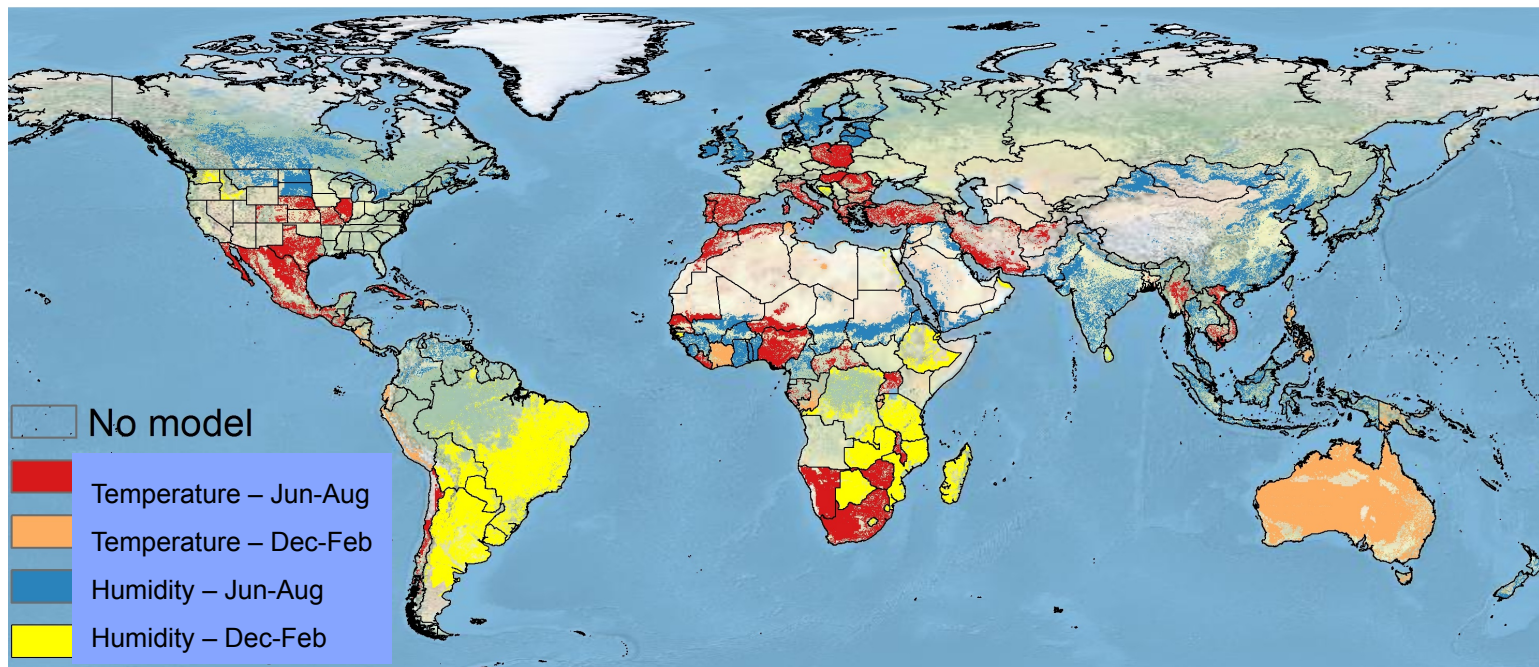 No model
Temperature – Jun-Aug
Temperature – Dec-Feb
Humidity – Jun-Aug
Humidity – Dec-Feb